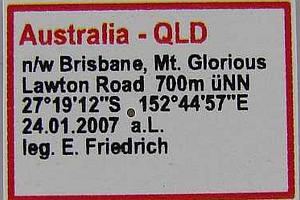 Australia - QLD
n/w Brisbane, Mt. Glorious
Lawton Road 700m üNN
27°19'12"S 152°44'57"E
24.01.2007 a.L.
leg. E. Friedrich